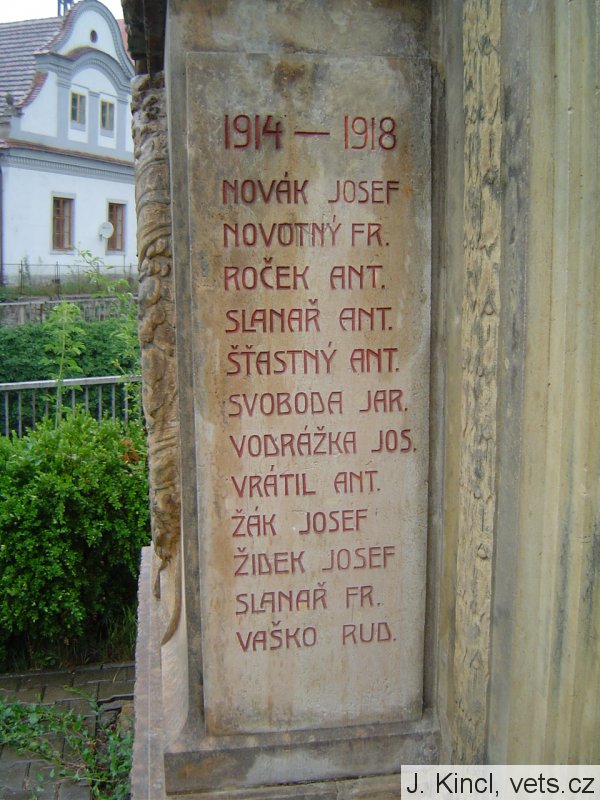 1914 — 1918
NOVÁK JOSEF
NOVOTNÝ FR.
ROČEK ANT.
SLANAŘ ANT.
ŠŤASTNÝ ANT.
SVOBODA JAR.
VODRÁŽKA JOS.
VRÁTIL ANT.
ŽÁK JOSEF
ŽIDEK JOSEF
SLANAŘ FR.
VAŠKO RUD.
J. Kincl, vets.cz